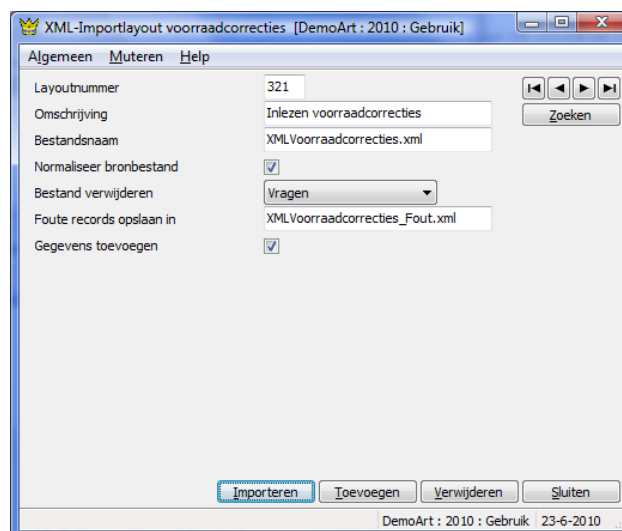 XML-Importlayout voorraadcorrecties [DemoArt : 2010 : Gebruik]
Algemeen Muteren Help
Layoutnummer 321
Omschrijving Inlezen voorraadcorrecties
Zoeken
Bestandsnaam XMLVoorraadcorrecties.xml
Normaliseer bronbestand
Bestand verwijderen Vragen
Foute records opslaan in XMLVoorraadcorrecties_Fout.xml
Gegevens toevoegen
Importeren Toevoegen Verwijderen Sluiten
DemoArt : 2010 : Gebruik 23-6-2010